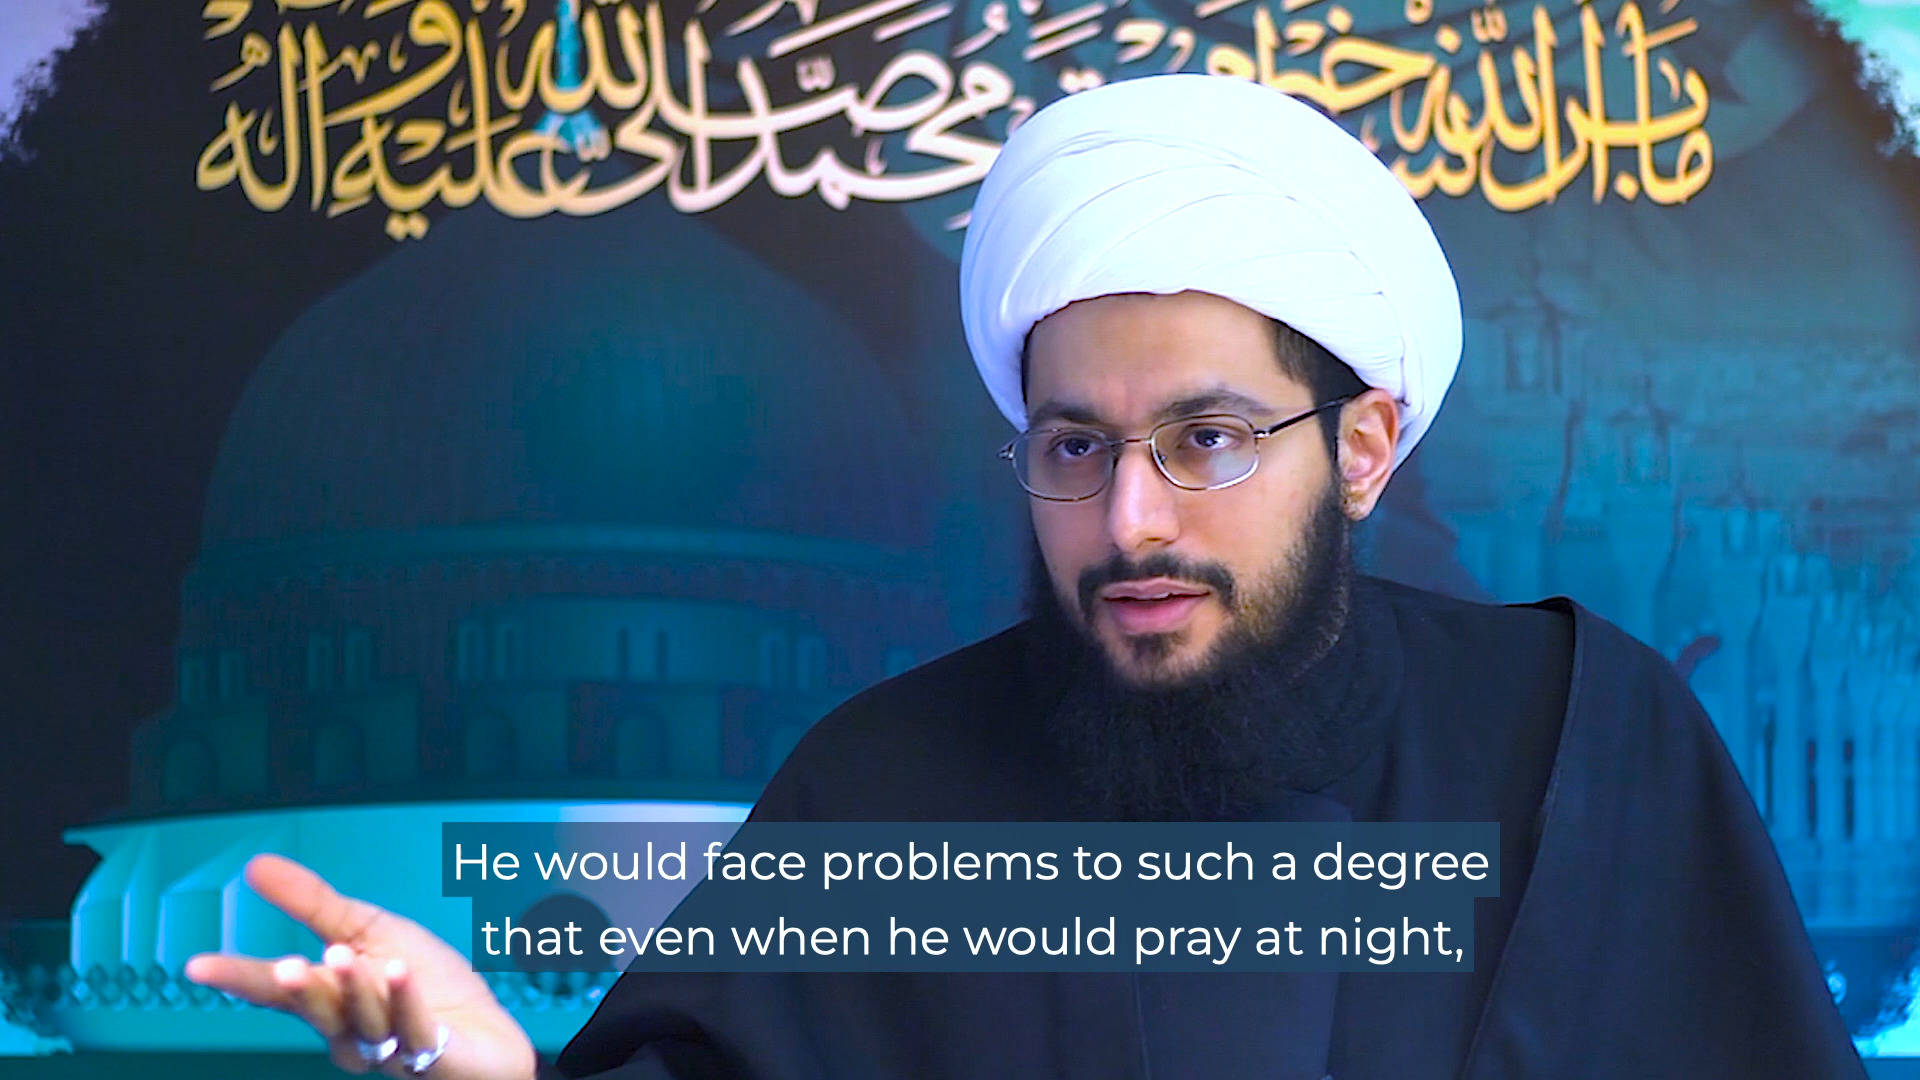 محمد صلى الله عليه وآله
He would face problems to such a degree
that even when he would pray at night,